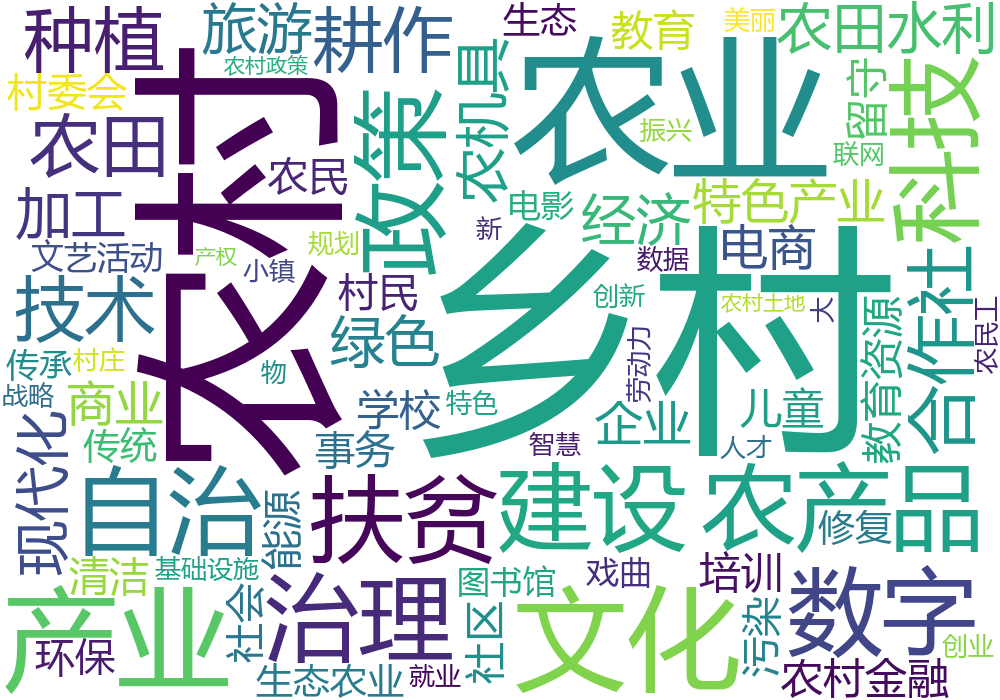 种植
旅游
耕作
生态
教育
美丽
农田水利
农村政策
村委会
农村
政策
农机具
农业
振兴
留守
联网
科技
农田
农民
加工
电影
经济
特色产业
新
规划
文艺活动
产权
小镇
数据
电商
乡村
技术
村民
创新
农村土地
大
教育资源
合作社
农民工
绿色
传承
村庄
物
劳动力
战略
商业
学校
特色
企业
儿童
传统
事务
智慧
人才
现代化
自治
能源
扶贫
建设
农产品
修复
清洁
基础设施
图书馆
戏曲
培训
数字
产业
环保
社会
治理
社区
文化
污染
创业
生态农业
就业
农村金融